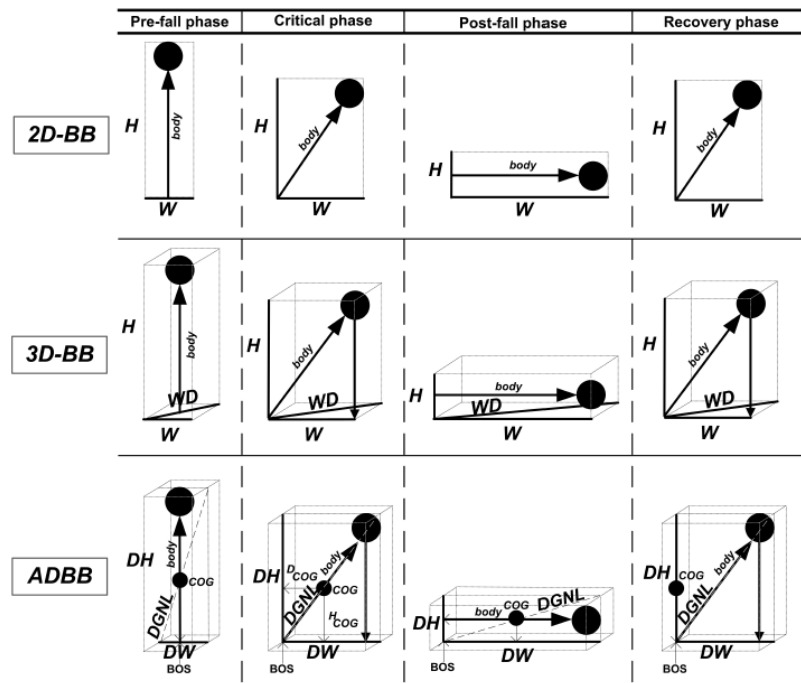 Pre-fall phase Critical phase Post-fall phase Recovery phase
2D-BB
H body W
H body W
H body W
H body W
3D-BB
H body WD W
H body WD W
H body WD W
H body WD W
ADBB
DH body DGNL COG DW BOS
DH DCOG body DGNL COG HCOG DW BOS
DH body COG DGNL DW BOS
DH COG body DGNL DW BOS